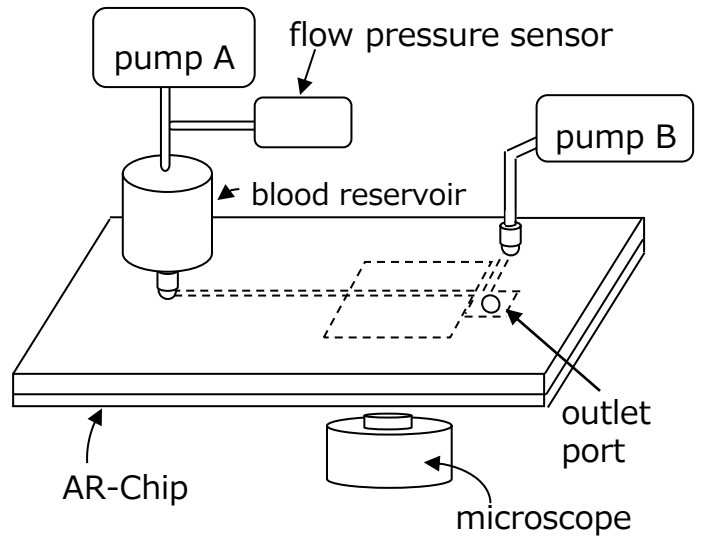 flow pressure sensor
pump A
pump B
blood reservoir
outlet
port
AR-Chip
microscope